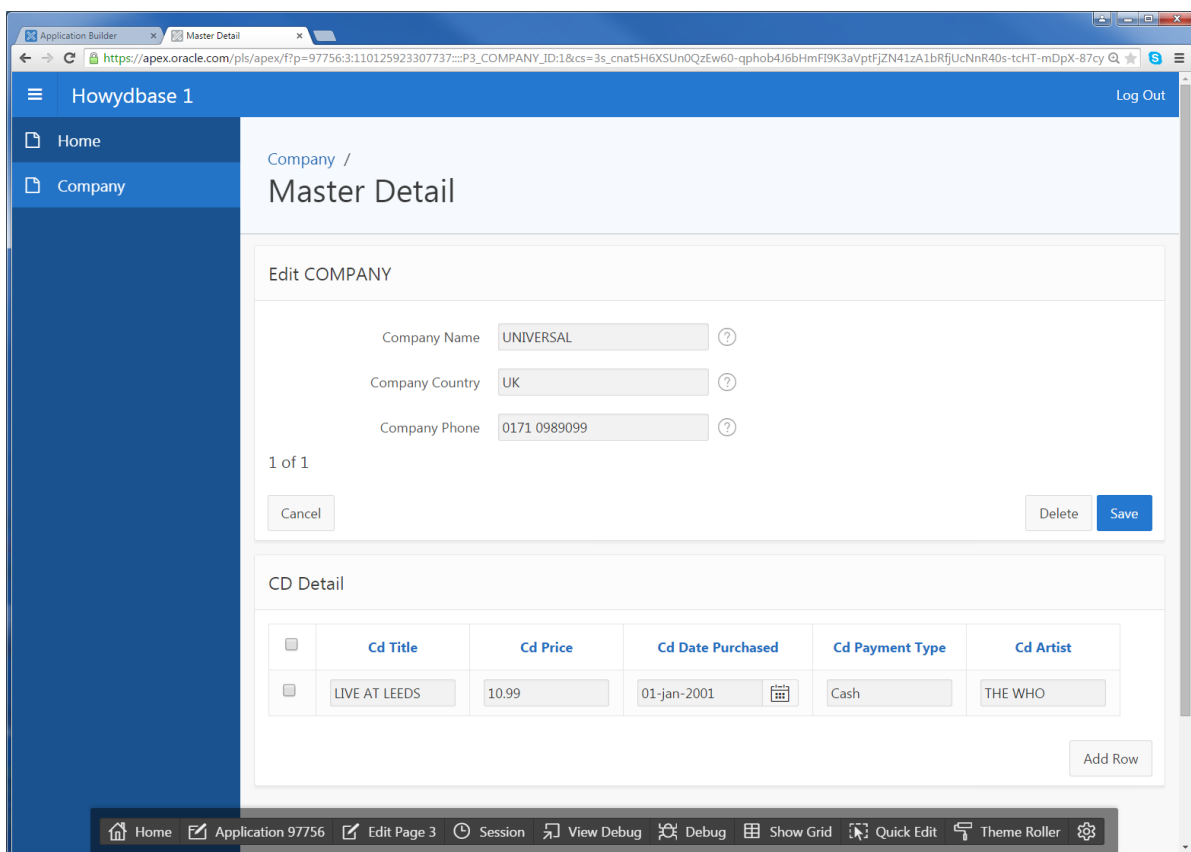 Application Builder × Master Detail ×
https://apex.oracle.com/pls/apex/f?p=97756:3:110125923307737::::P3_COMPANY_ID:1&cs=3s_cnat5H6XSUn0QzEw60-qphob4J6bHmFI9K3aVptFjZN41zA1bRfjUcNnR40s-tcHT-mDpX-87cy
Howydbase 1 Log Out
Home
Company
Company /
Master Detail
Edit COMPANY
Company Name UNIVERSAL ?
Company Country UK ?
Company Phone 0171 0989099 ?
1 of 1
Cancel Delete Save
CD Detail
Cd Title Cd Price Cd Date Purchased Cd Payment Type Cd Artist
LIVE AT LEEDS 10.99 01-jan-2001 Cash THE WHO
Add Row
Home Application 97756 Edit Page 3 Session View Debug Debug Show Grid Quick Edit Theme Roller